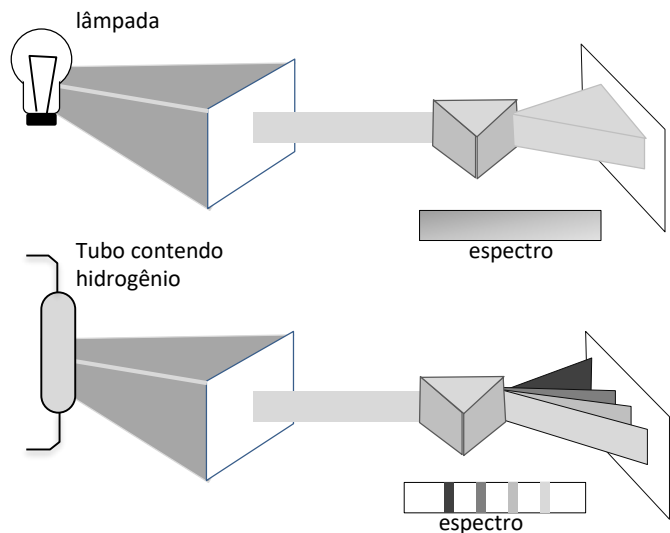 lâmpada
espectro
Tubo contendo
hidrogênio
espectro